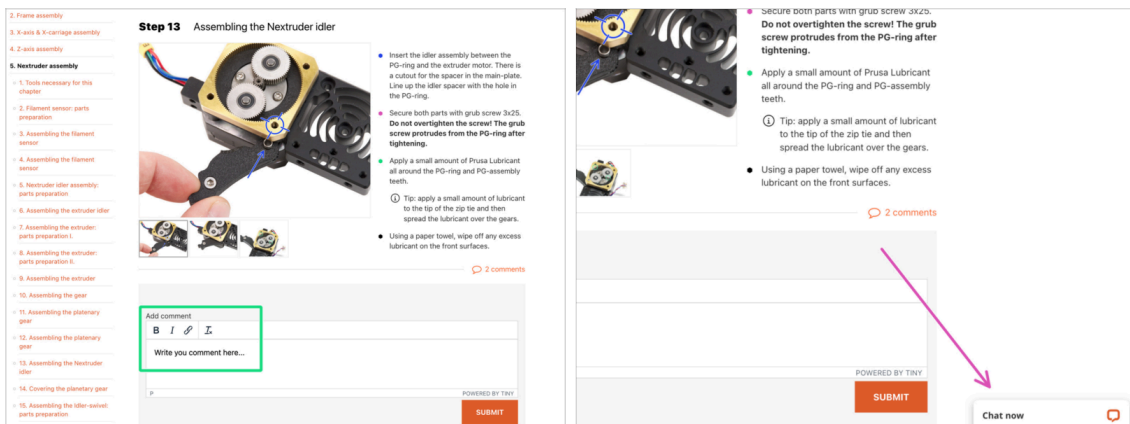 2. Frame assembly
3. X-axis & X-carriage assembly
4. Z-axis assembly
5. Nextruder assembly
1. Tools necessary for this
chapter
2. Filament sensor: parts
preparation
3. Assembling the filament
sensor
4. Assembling the filament
sensor
5. Nextruder idler assembly:
parts preparation
6. Assembling the extruder idler
7. Assembling the extruder:
parts preparation I.
8. Assembling the extruder:
parts preparation II.
9. Assembling the extruder
10. Assembling the gear
11. Assembling the platenary
gear
12. Assembling the platenary
gear
13. Assembling the Nextruder
idler
14. Covering the planetary gear
15. Assembling the Idler-swivel:
parts preparation
Step 13 Assembling the Nextruder idler
Insert the idler assembly between the
PG-ring and the extruder motor. There is
a cutout for the spacer in the main-plate.
Line up the idler spacer with the hole in
the PG-ring.
Secure both parts with grub screw 3x25.
Do not overtighten the screw! The grub
screw protrudes from the PG-ring after
tightening.
Apply a small amount of Prusa Lubricant
all around the PG-ring and PG-assembly
teeth.
Tip: apply a small amount of lubricant
to the tip of the zip tie and then
spread the lubricant over the gears.
Using a paper towel, wipe off any excess
lubricant on the front surfaces.
2 comments
Add comment
B I
Write you comment here...
P POWERED BY TINY
SUBMIT
Secure both parts with grub screw 3x25.
Do not overtighten the screw! The grub
screw protrudes from the PG-ring after
tightening.
Apply a small amount of Prusa Lubricant
all around the PG-ring and PG-assembly
teeth.
Tip: apply a small amount of lubricant
to the tip of the zip tie and then
spread the lubricant over the gears.
Using a paper towel, wipe off any excess
lubricant on the front surfaces.
2 comments
POWERED BY TINY
SUBMIT
Chat now